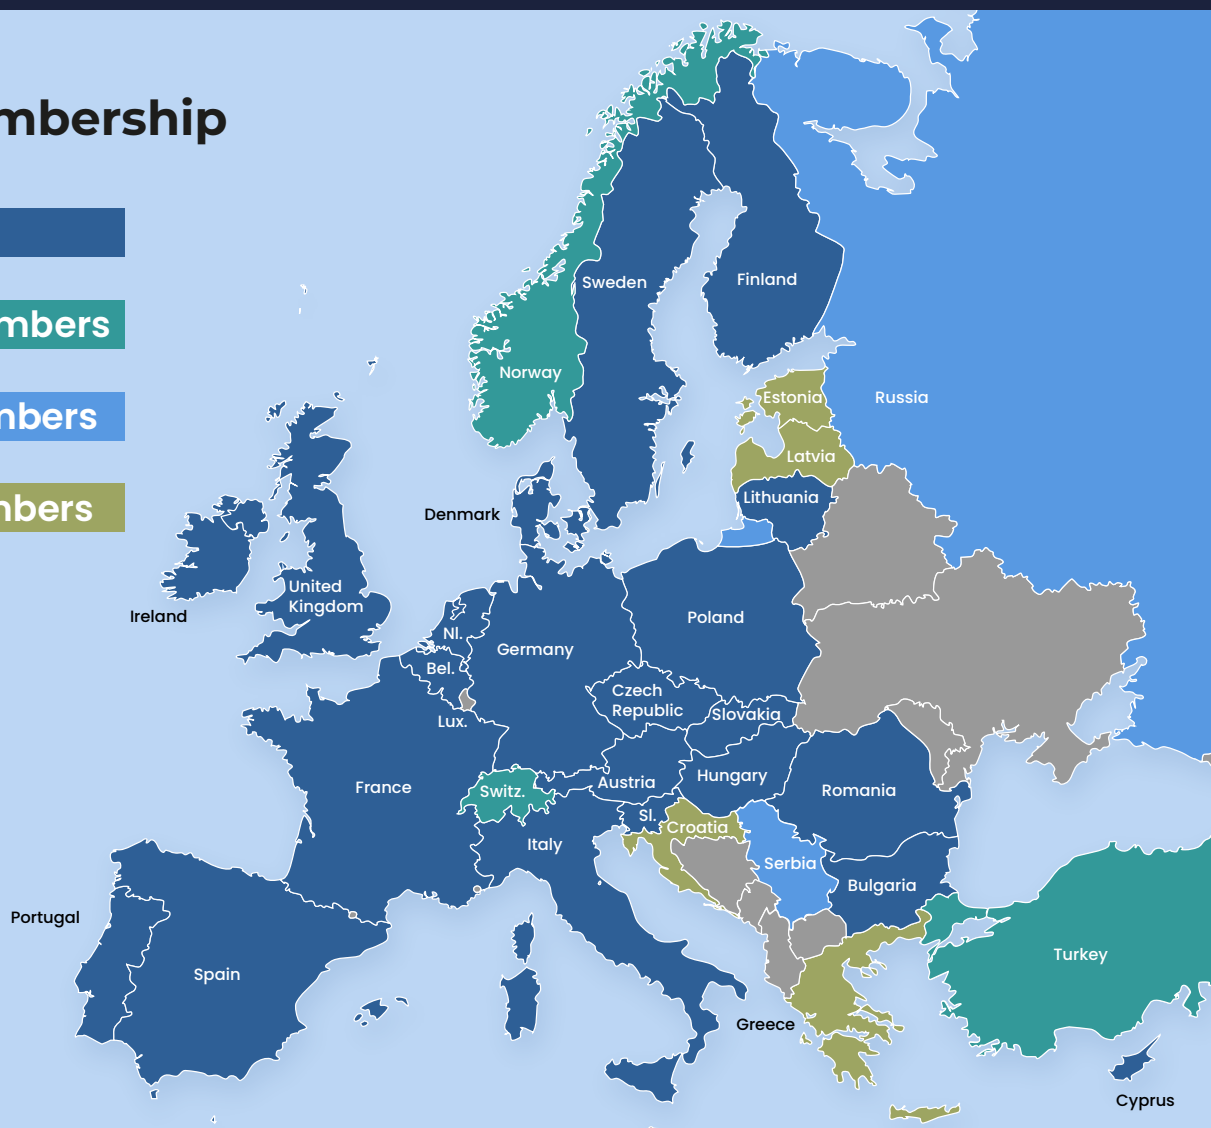 mbership
mbers
nbers
nbers
Sweden
Finland
Norway
Estonia
Russia
Latvia
Lithuania
Denmark
United
Kingdom
Ireland
Nl.
Poland
Germany
Bel.
Czech
Republic
Slovakia
Lux.
France
Switz.
Austria
Hungary
Romania
Sl.
Croatia
Italy
Serbia
Bulgaria
Portugal
Spain
Turkey
Greece
Cyprus